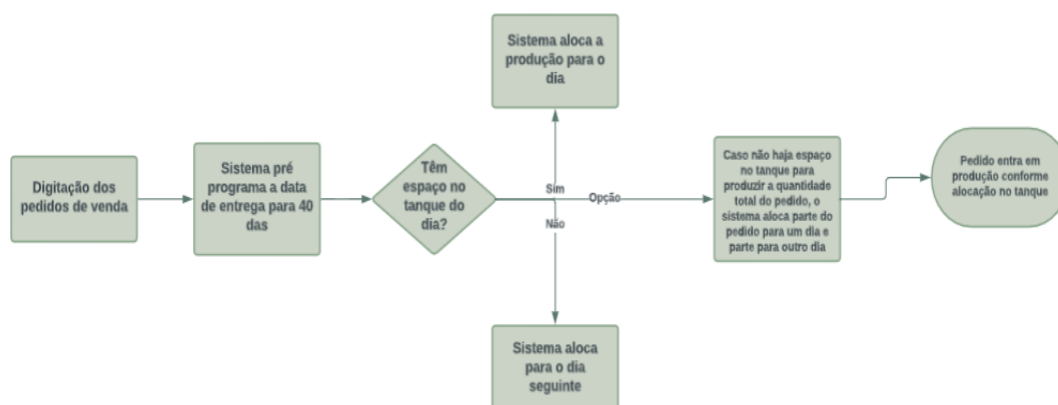 Sistema aloca a
produção para o
dia
Digitação dos
pedidos de venda
Sistema pré
programa a data
de entrega para 40
das
Têm
espaço no
tanque do
dia?
Sim
Opção
Não
Caso não haja espaço
no tanque para
produzir a quantidade
total do pedido, o
sistema aloca parte do
pedido para um dia e
parte para outro dia
Pedido entra em
produção conforme
alocação no tanque
Sistema aloca
para o dia
seguinte